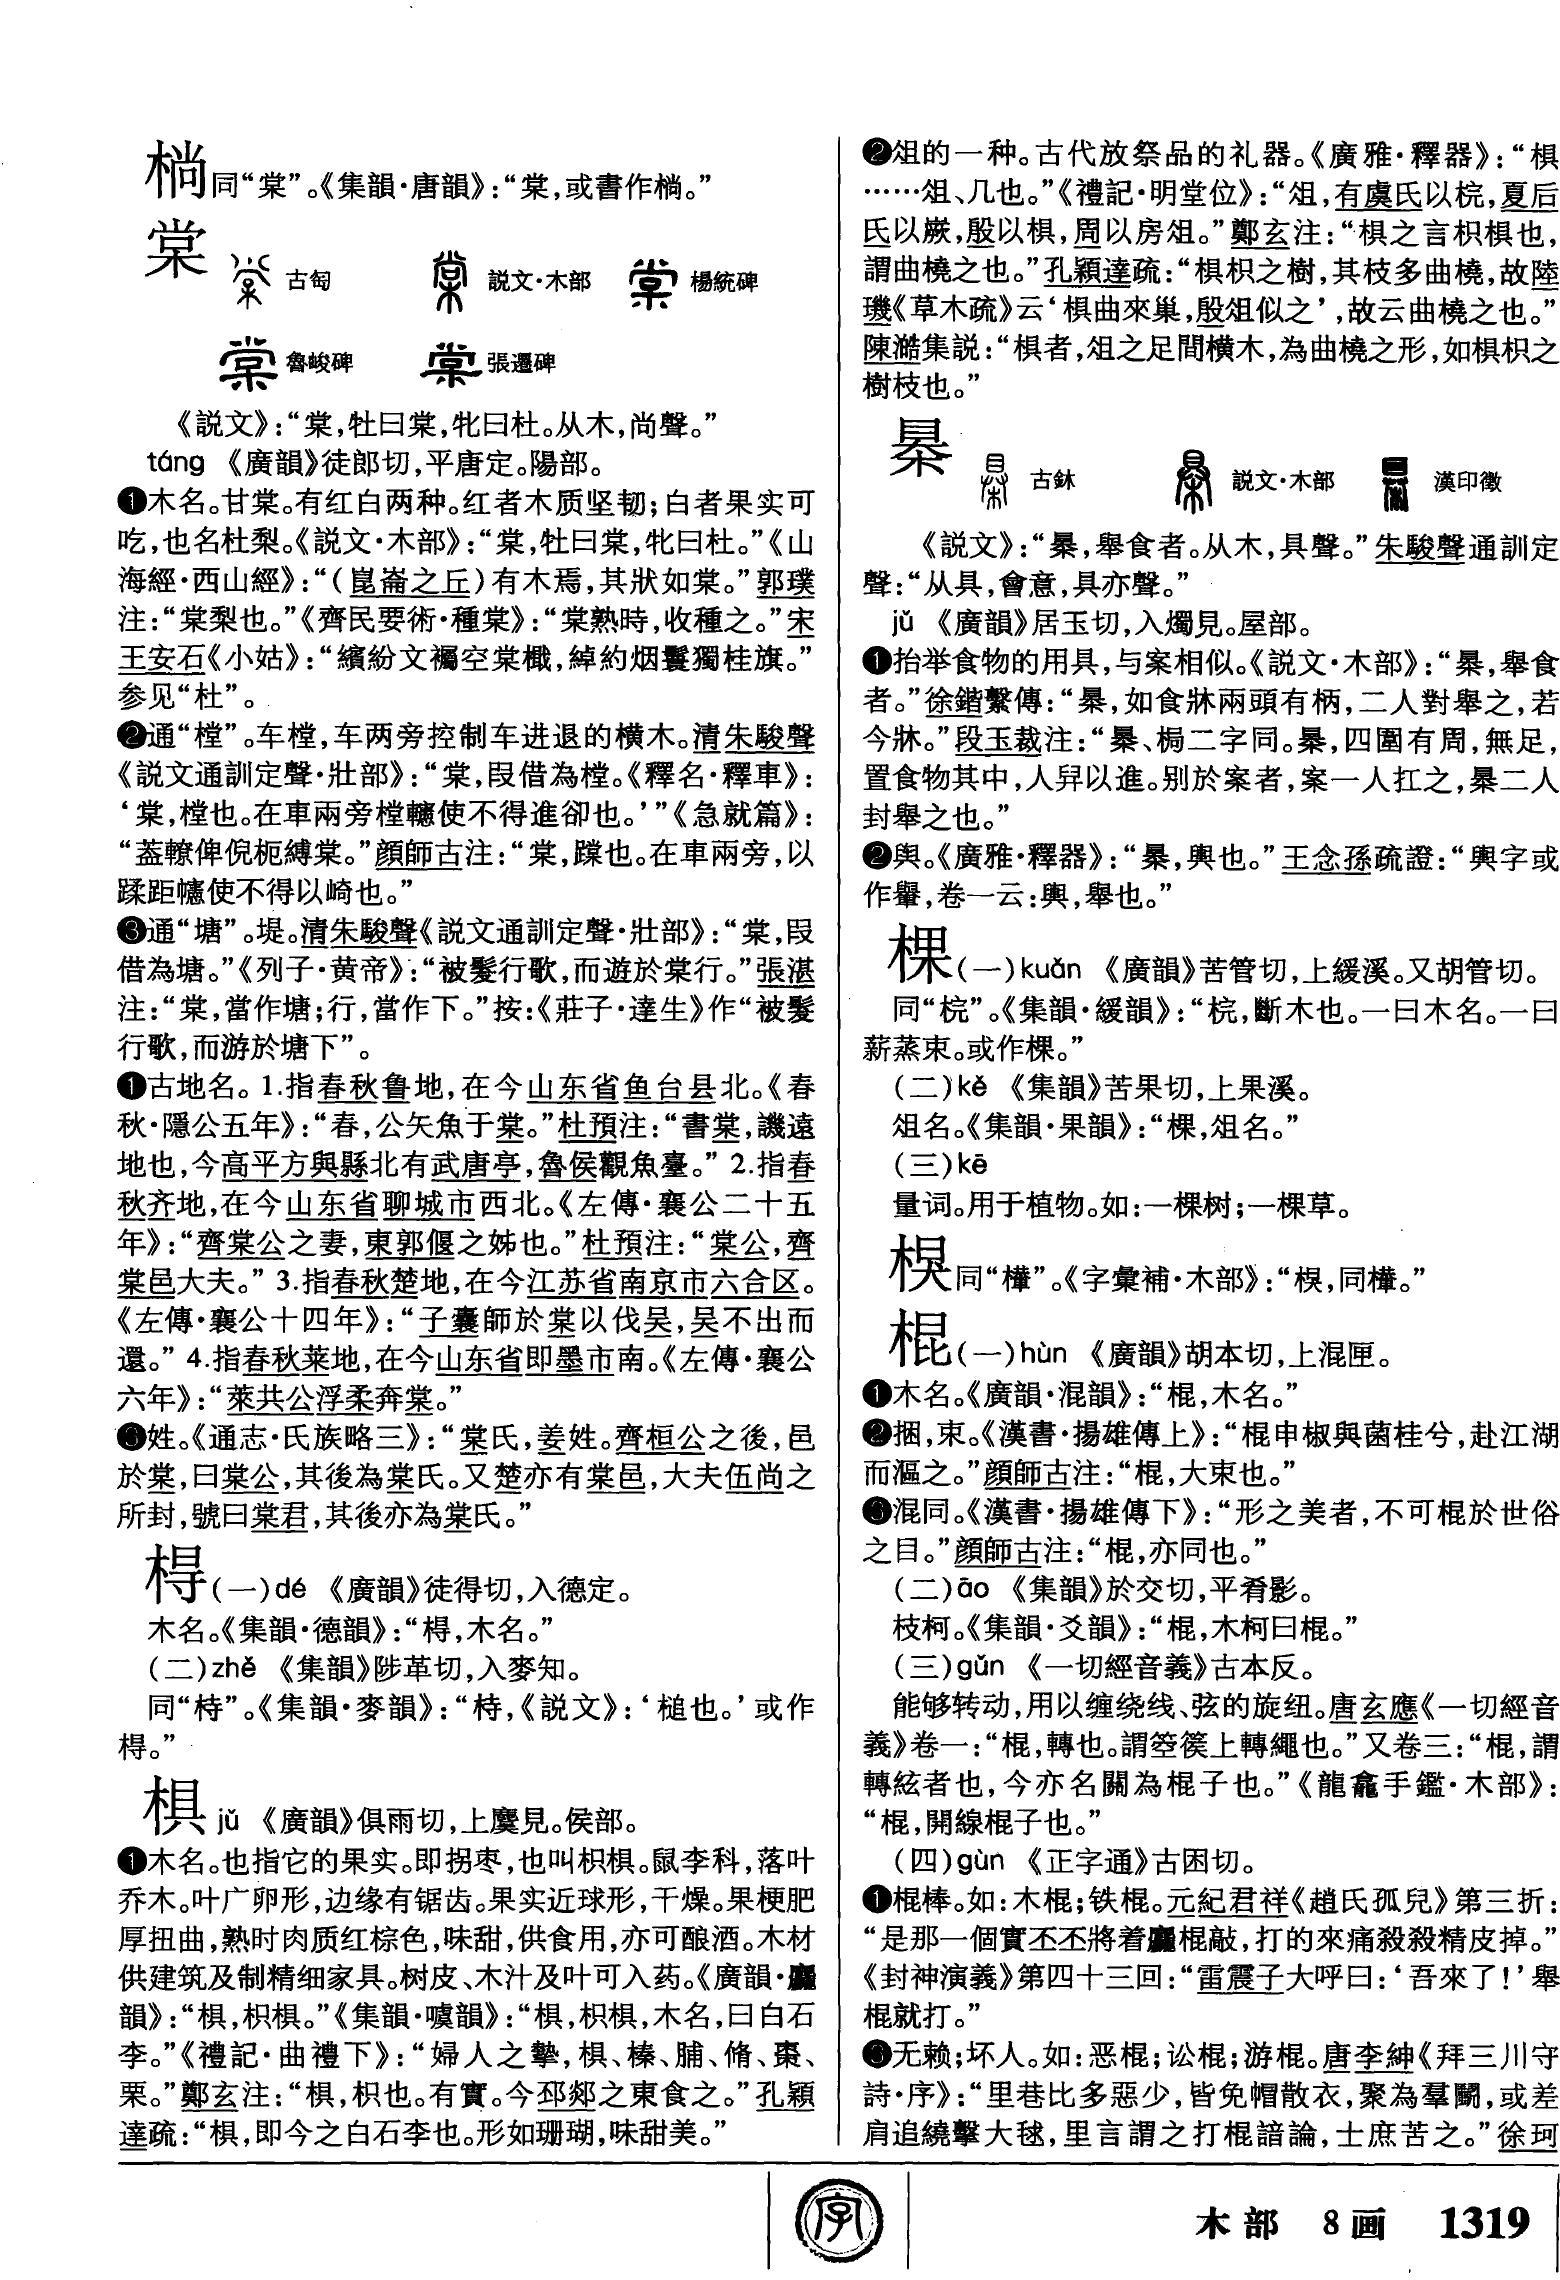 㭻同“棠”。《集韻·唐韻》：“棠，或書作㭻。”
棠 古匋 説文·木部 楊統碑
魯峻碑 張遷碑
《説文》：“棠，牡曰棠，牝曰杜。从木，尚聲。”
táng 《廣韻》徒郎切，平唐定。陽部。
❶木名。甘棠。有红白两种。红者木质坚韧；白者果实可
吃，也名杜梨。《説文·木部》：“棠，牡曰棠，牝曰杜。”《山
海經·西山經》：“（崑崙之丘）有木焉，其狀如棠。”郭璞
注：“棠梨也。”《齊民要術·種棠》：“棠熟時，收種之。”宋
王安石《小姑》：“繽紛文襡空棠檝，綽約烟鬟獨桂旗。”
参见“杜”。
❷通“樘”。车樘，车两旁控制车进退的横木。清朱駿聲
《説文通訓定聲·壯部》：“棠，叚借為樘。《釋名·釋車》：
‘棠，樘也。在車兩旁樘幰使不得進卻也。’”《急就篇》：
“蓋轑俾倪枙縛棠。”顔師古注：“棠，蹀也。在車兩旁，以
蹂距幰使不得以崎也。”
❸通“塘”。堤。清朱駿聲《説文通訓定聲·壯部》：“棠，叚
借為塘。”《列子·黄帝》：“被髮行歌，而遊於棠行。”張湛
注：“棠，當作塘；行，當作下。”按：《莊子·達生》作“被髮
行歌，而游於塘下”。
❶古地名。1.指春秋鲁地，在今山东省鱼台县北。《春
秋·隱公五年》：“春，公矢魚于棠。”杜預注：“書棠，譏遠
地也，今高平方與縣北有武唐亭，魯侯觀魚臺。”2.指春
秋齐地，在今山东省聊城市西北。《左傳·襄公二十五
年》：“齊棠公之妻，東郭偃之姊也。”杜預注：“棠公，齊
棠邑大夫。”3.指春秋楚地，在今江苏省南京市六合区。
《左傳·襄公十四年》：“子囊師於棠以伐吴，吴不出而
還。”4.指春秋莱地，在今山东省即墨市南。《左傳·襄公
六年》：“萊共公浮柔奔棠。”
❺姓。《通志·氏族略三》：“棠氏，姜姓。齊桓公之後，邑
於棠，曰棠公，其後為棠氏。又楚亦有棠邑，大夫伍尚之
所封，號曰棠君，其後亦為棠氏。”
棏（一）dé 《廣韻》徒得切，入德定。
木名。《集韻·德韻》：“棏，木名。”
（二）zhě 《集韻》陟革切，入麥知。
同“㭙”。《集韻·麥韻》：“㭙，《説文》：‘槌也。’或作
棏。”
椇jǔ 《廣韻》俱雨切，上麌見。侯部。
❶木名。也指它的果实。即拐枣，也叫枳椇。鼠李科，落叶
乔木。叶广卵形，边缘有锯齿。果实近球形，干燥。果梗肥
厚扭曲，熟时肉质红棕色，味甜，供食用，亦可酿酒。木材
供建筑及制精细家具。树皮、木汁及叶可入药。《廣韻·麌
韻》：“椇，枳椇。”《集韻·噳韻》：“椇，枳椇，木名，曰白石
李。”《禮記·曲禮下》：“婦人之摯，椇、榛、脯、脩、棗、
栗。”鄭玄注：“椇，枳也。有實。今邳郯之東食之。”孔穎
達疏：“椇，即今之白石李也。形如珊瑚，味甜美。”
❷俎的一种。古代放祭品的礼器。《廣雅·釋器》：“椇
……俎、几也。”《禮記·明堂位》：“俎，有虞氏以梡，夏后
氏以嶡，殷以椇，周以房俎。”鄭玄注：“椇之言枳椇也，
謂曲橈之也。”孔穎達疏：“椇枳之樹，其枝多曲橈，故陸
璣《草木疏》云‘椇曲來巢，殷俎似之’，故云曲橈之也。”
陳澔集説：“椇者，俎之足間横木，為曲橈之形，如椇枳之
樹枝也。”
㮂 古鉨 説文·木部 漢印徵
《説文》：“㮂，舉食者。从木，具聲。”朱駿聲通訓定
聲：“从具，會意，具亦聲。”
jǔ 《廣韻》居玉切，入燭見。屋部。
❶抬举食物的用具，与案相似。《説文·木部》：“㮂，舉食
者。”徐鍇繫傳：“㮂，如食牀兩頭有柄，二人對舉之，若
今牀。”段玉裁注：“㮂、梮二字同。㮂，四圍有周，無足，
置食物其中，人舁以進。别於案者，案一人扛之，㮂二人
封舉之也。”
❷輿。《廣雅·釋器》：“㮂，輿也。”王念孫疏證：“輿字或
作轝，卷一云：輿，舉也。”
棵（一）kuǎn 《廣韻》苦管切，上緩溪。又胡管切。
同“梡”。《集韻·緩韻》：“梡，斷木也。一曰木名。一曰
薪蒸束。或作棵。”
（二）kě 《集韻》苦果切，上果溪。
俎名。《集韻·果韻》：“棵，俎名。”
（三）kē
量词。用于植物。如：一棵树；一棵草。
同“㯉”。《字彙補·木部》：
棍（一）hùn 《廣韻》胡本切，上混匣。
❶木名。《廣韻·混韻》：“棍，木名。”
❷捆，束。《漢書·揚雄傳上》：“棍申椒與菌桂兮，赴江湖
而漚之。”顔師古注：“棍，大束也。”
❸混同。《漢書·揚雄傳下》：“形之美者，不可棍於世俗
之目。”顔師古注：“棍，亦同也。”
（二）āo 《集韻》於交切，平肴影。
枝柯。《集韻·爻韻》：“棍，木柯曰棍。”
（三）gǔn 《一切經音義》古本反。
能够转动，用以缠绕线、弦的旋纽。唐玄應《一切經音
義》卷一：“棍，轉也。謂箜篌上轉繩也。”又卷三：“棍，謂
轉絃者也，今亦名關為棍子也。”《龍龕手鑑·木部》：
“棍，開線棍子也。”
（四）gùn 《正字通》古困切。
❶棍棒。如：木棍；铁棍。元紀君祥《趙氏孤兒》第三折：
“是那一個實丕丕將着麤棍敲，打的來痛殺殺精皮掉。”
《封神演義》第四十三回：“雷震子大呼曰：‘吾來了！’舉
棍就打。”
❸无赖；坏人。如：恶棍；讼棍；游棍。唐李紳《拜三川守
詩·序》：“里巷比多惡少，皆免帽散衣，聚為羣鬭，或差
肩追繞擊大毬，里言謂之打棍諳論，士庶苦之。”徐珂
字
木部 8画 1319